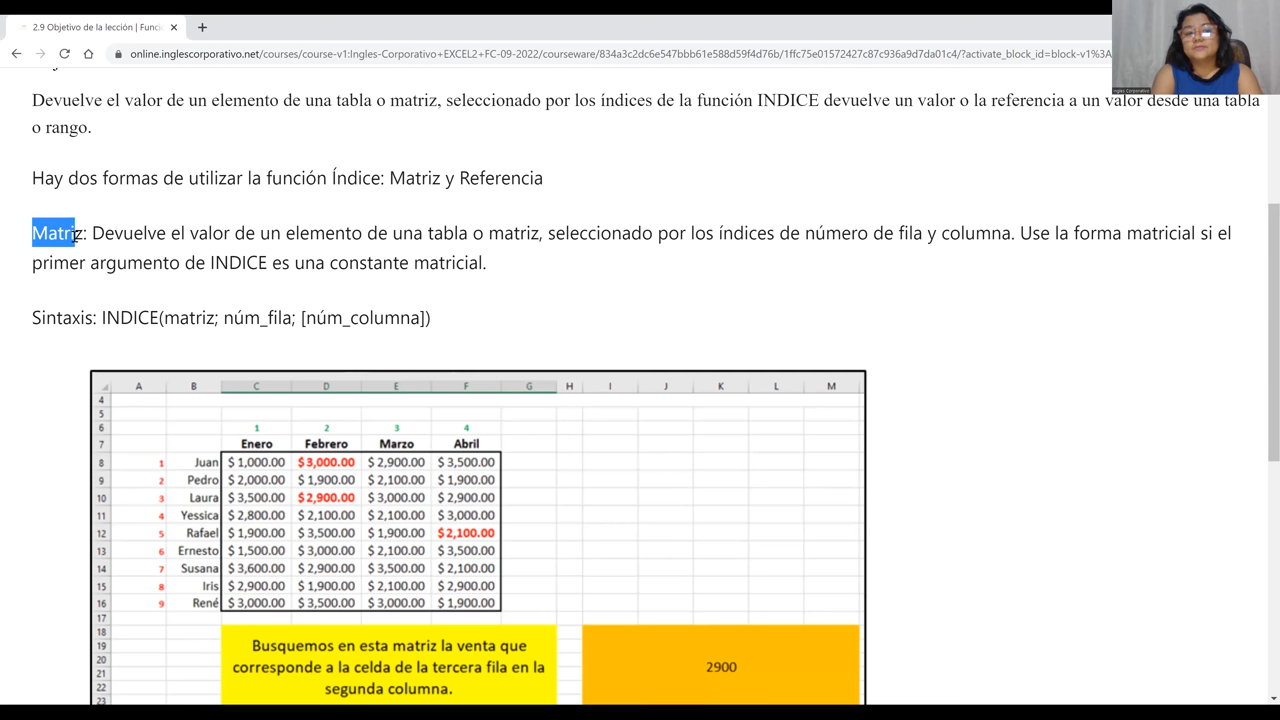 2.9 Objetivo de la lección | Funci
online.inglescorporativo.net/courses/course-v1:Ingles-Corporativo+EXCEL2+FC-09-2022/courseware/834a3c2dc6e547bbb61e588d59f4d76b/1ffc75e01572427c87c936a9d7da01c4/?activate_block_id=block-v1%3A
Ingles Corporativo
Devuelve el valor de un elemento de una tabla o matriz, seleccionado por los índices de la función INDICE devuelve un valor o la referencia a un valor desde una tabla
o rango.
Hay dos formas de utilizar la función Índice: Matriz y Referencia
Matriz: Devuelve el valor de un elemento de una tabla o matriz, seleccionado por los índices de número de fila y columna. Use la forma matricial si el
primer argumento de INDICE es una constante matricial.
Sintaxis: INDICE(matriz; núm_fila; [núm_columna])
A B C D E F G H I J K L M
4
5
6 1 2 3 4
7 Enero Febrero Marzo Abril
8 1 Juan $ 1,000.00 $ 3,000.00 $ 2,900.00 $ 3,500.00
9 2 Pedro $ 2,000.00 $ 1,900.00 $ 2,100.00 $ 1,900.00
10 3 Laura $ 3,500.00 $ 2,900.00 $ 3,000.00 $ 2,900.00
11 4 Yessica $ 2,800.00 $ 2,100.00 $ 2,100.00 $ 3,000.00
12 5 Rafael $ 1,900.00 $ 3,500.00 $ 1,900.00 $ 2,100.00
13 6 Ernesto $ 1,500.00 $ 3,000.00 $ 2,100.00 $ 3,500.00
14 7 Susana $ 3,600.00 $ 2,900.00 $ 3,500.00 $ 2,100.00
15 8 Iris $ 2,900.00 $ 1,900.00 $ 2,100.00 $ 2,900.00
16 9 René $ 3,000.00 $ 3,500.00 $ 3,000.00 $ 1,900.00
17
18
19 Busquemos en esta matriz la venta que
20 corresponde a la celda de la tercera fila en la 2900
21
22 segunda columna.
23